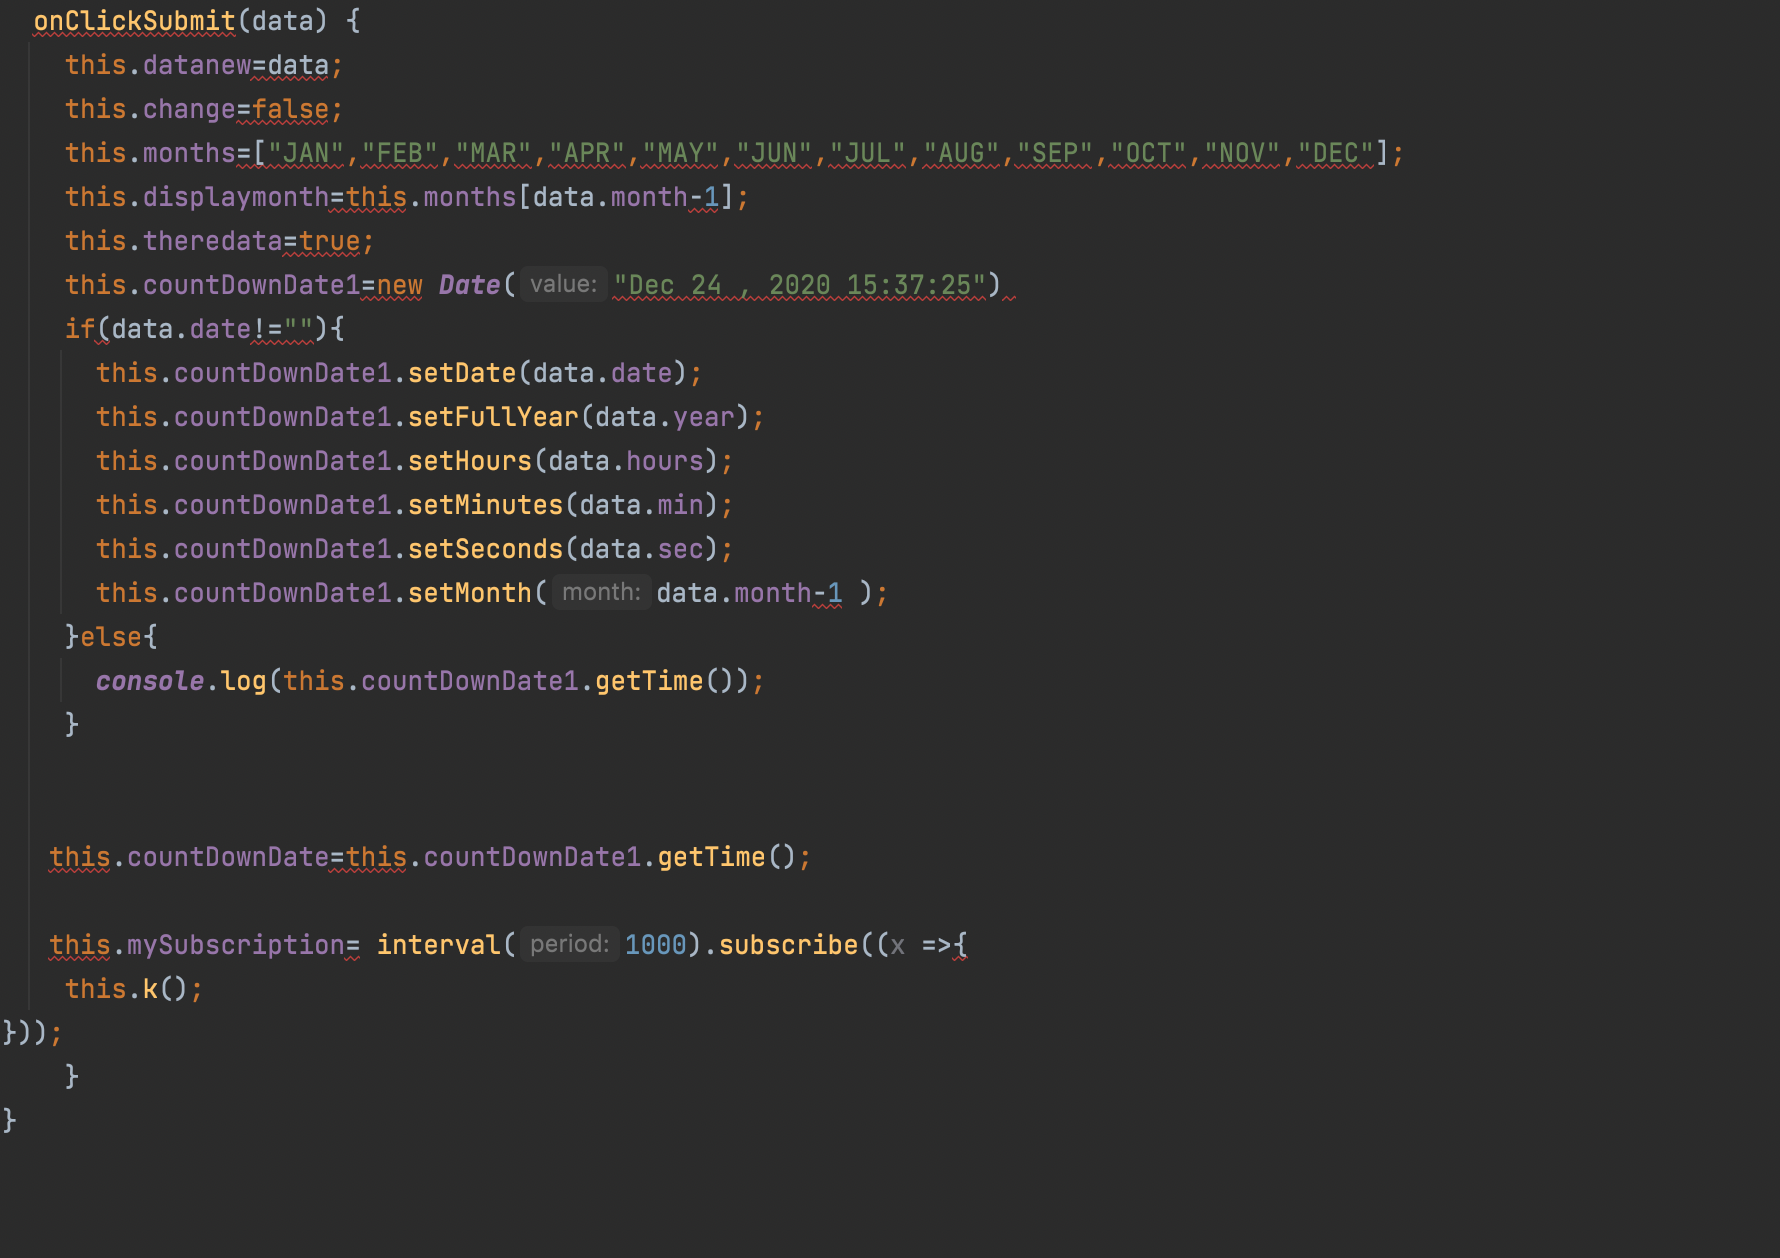 onClickSubmit(data) {
this.datanew=data;
this.change=false;
this.months=["JAN","FEB","MAR","APR","MAY","JUN","JUL","AUG","SEP","OCT","NOV","DEC"];
this.displaymonth=this.months[data.month-1];
this.theredata=true;
this.countDownDate1=new Date( value: "Dec 24 , 2020 15:37:25")
if(data.date!=""){
this.countDownDate1.setDate(data.date);
this.countDownDate1.setFullYear(data.year);
this.countDownDate1.setHours(data.hours);
this.countDownDate1.setMinutes(data.min);
this.countDownDate1.setSeconds(data.sec);
this.countDownDate1.setMonth( month: data.month-1 );
}else{
console.log(this.countDownDate1.getTime());
}
this.countDownDate=this.countDownDate1.getTime();
this.mySubscription= interval( period: 1000).subscribe((x =>{
this.k();
}));
}
}